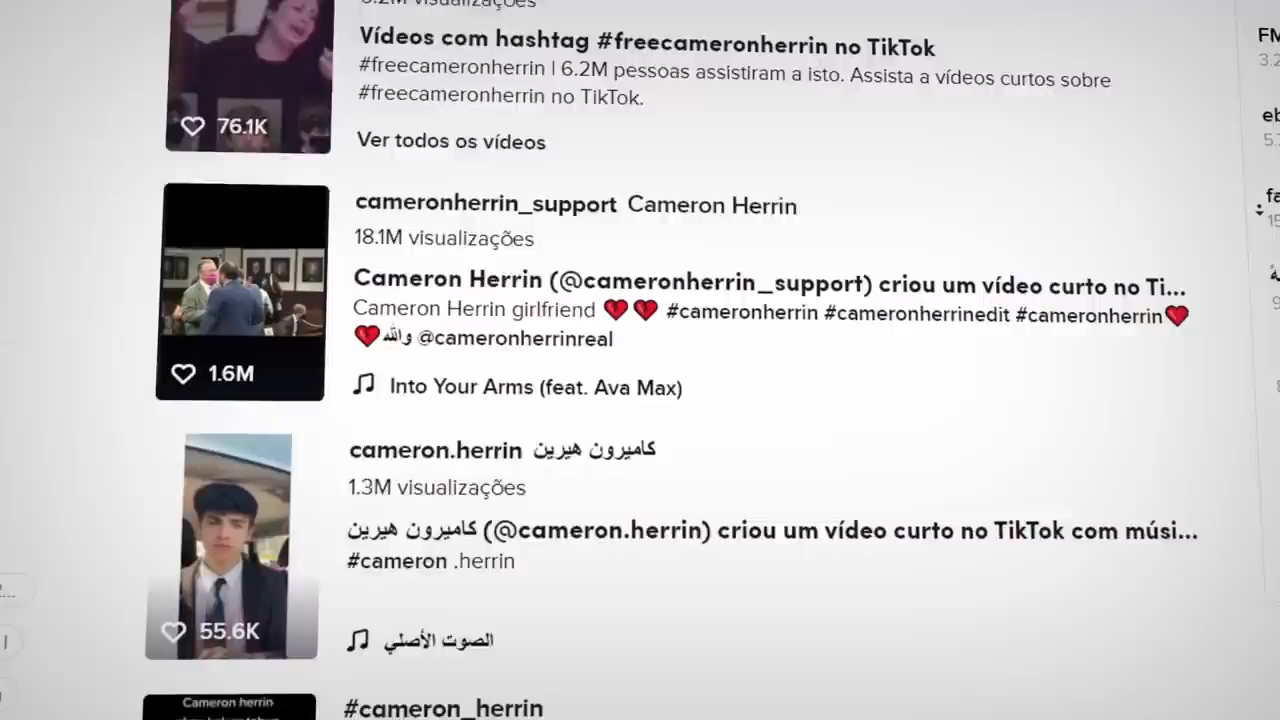 Vídeos com hashtag #freecameronherrin no TikTok
#freecameronherrin | 6.2M pessoas assistiram a isto. Assista a vídeos curtos sobre
#freecameronherrin no TikTok.
76.1K
Ver todos os vídeos
cameronherrin_support Cameron Herrin
18.1M visualizações
Cameron Herrin (@cameronherrin_support) criou um vídeo curto no Ti...
Cameron Herrin girlfriend 💔 💔 #cameronherrin #cameronherrinedit #cameronherrin💔
💔والله @cameronherrinreal
1.6M
Into Your Arms (feat. Ava Max)
cameron.herrin كاميرون هيرين
1.3M visualizações
كاميرون هيرين (@cameron.herrin) criou um vídeo curto no TikTok com músi...
#cameron .herrin
55.6K
الصوت الأصلي
Cameron herrin
#cameron_herrin